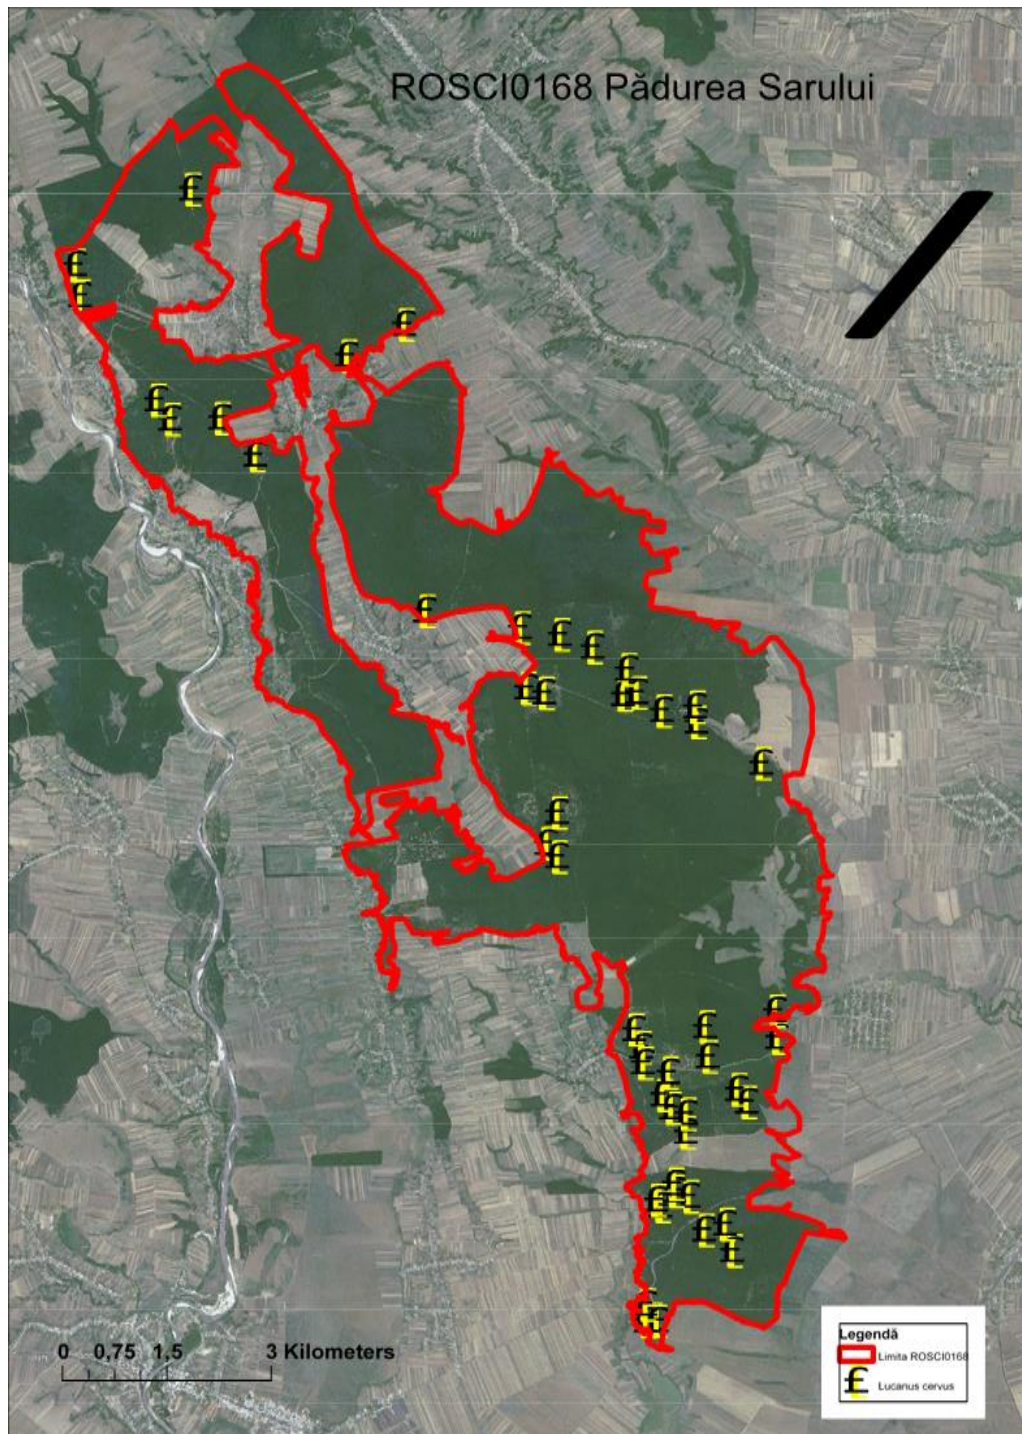 ROSCI0168 Pădurea Sarului
0 0,75 1,5 3 Kilometers
Legendă
Limita ROSCI0168
£ Lucanus cervus